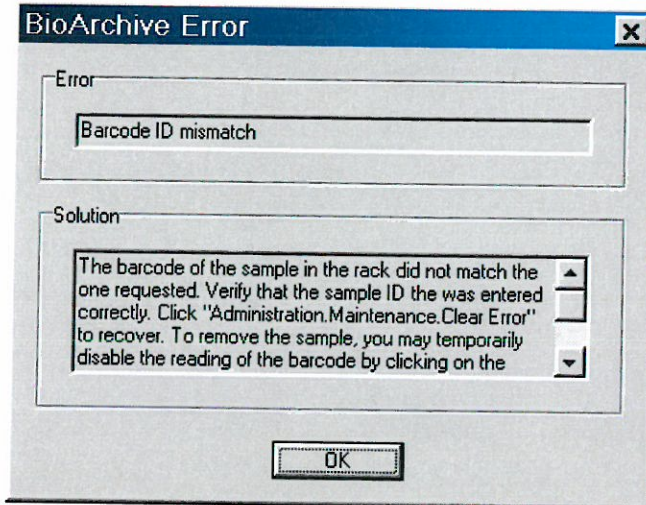 BioArchive Error
Error
Barcode ID mismatch
Solution
The barcode of the sample in the rack did not match the
one requested. Verify that the sample ID the was entered
correctly. Click "Administration.Maintenance.Clear Error"
to recover. To remove the sample, you may temporarily
disable the reading of the barcode by clicking on the
OK